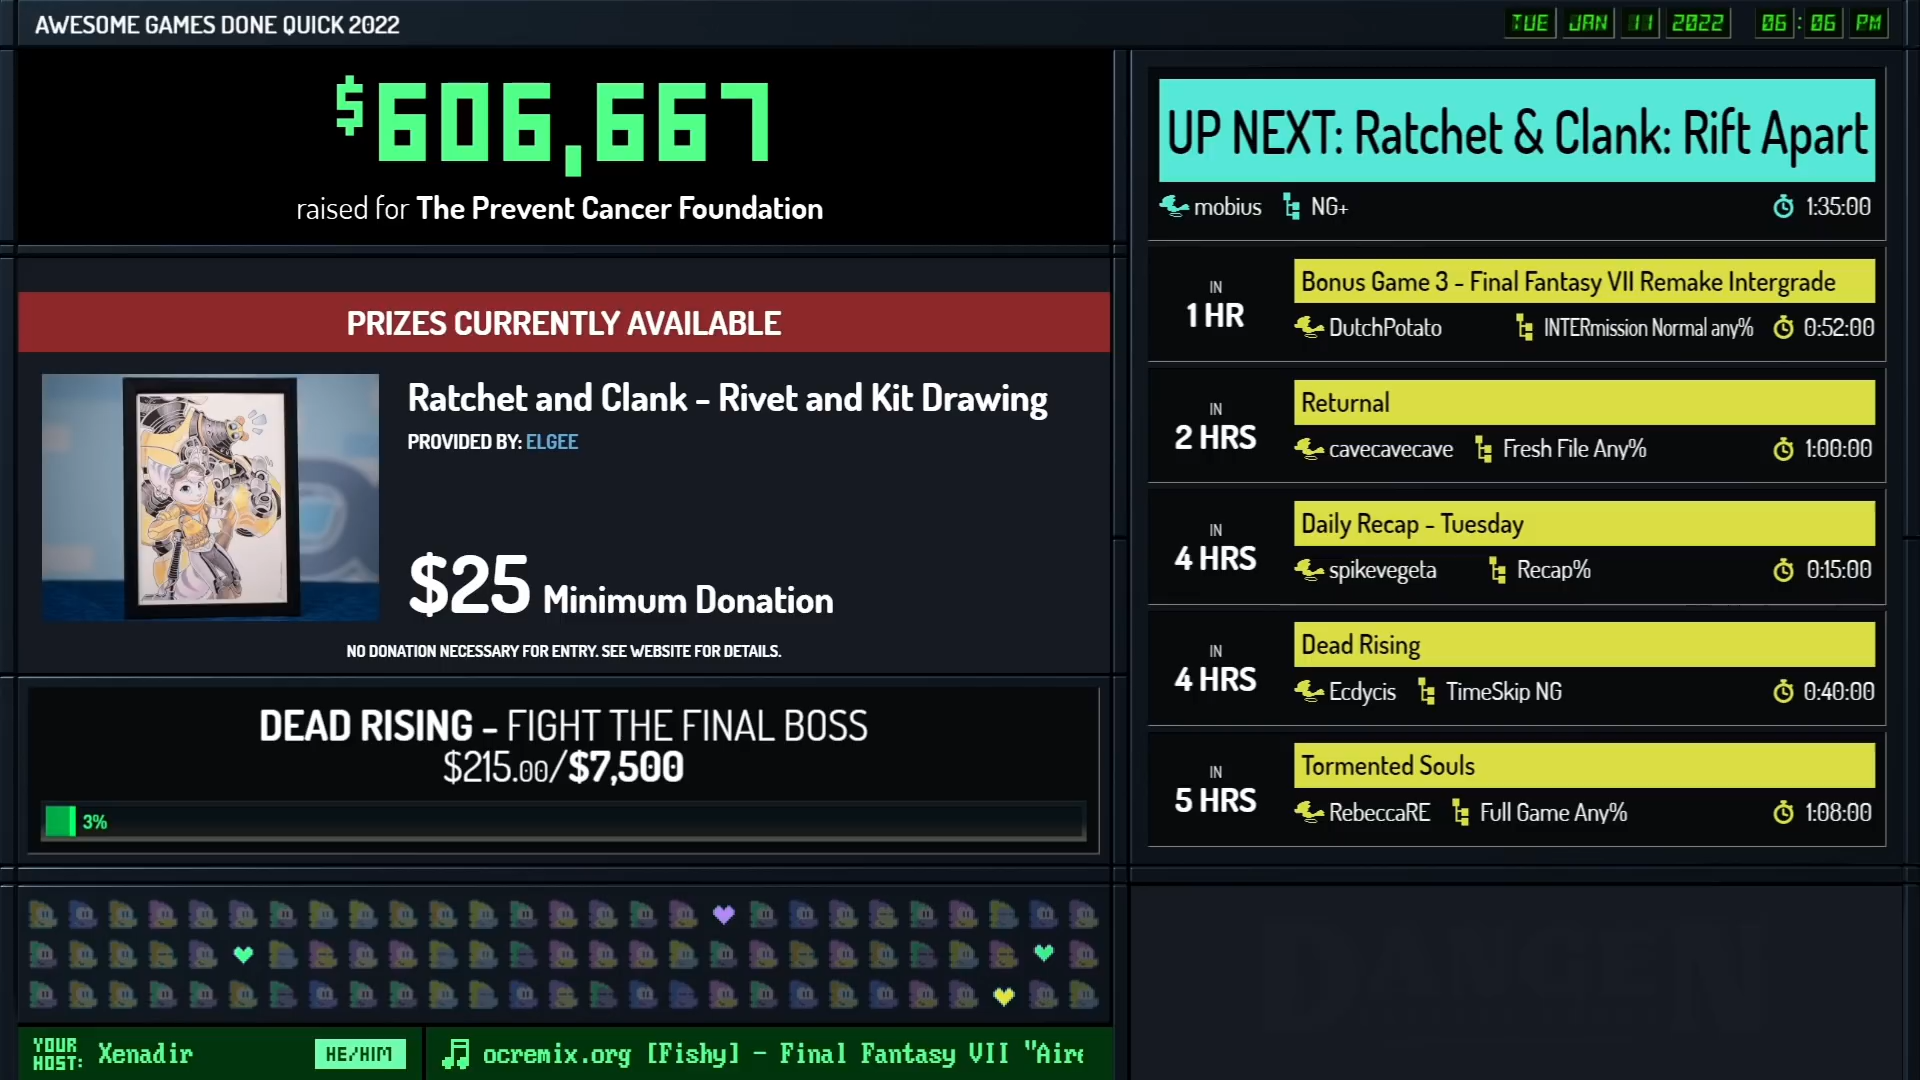 AWESOME GAMES DONE QUICK 2022
TUE JAN 11 2022 06:06 PM
$606,667
raised for The Prevent Cancer Foundation
PRIZES CURRENTLY AVAILABLE
Ratchet and Clank - Rivet and Kit Drawing
PROVIDED BY: ELGEE
$25 Minimum Donation
NO DONATION NECESSARY FOR ENTRY. SEE WEBSITE FOR DETAILS.
DEAD RISING - FIGHT THE FINAL BOSS
$215.00/$7,500
3%
YOUR HOST: Xenadir HE/HIM
ocremix.org [Fishy] - Final Fantasy VII "Aire
UP NEXT: Ratchet & Clank: Rift Apart
mobius NG+ 1:35:00
IN 1 HR
Bonus Game 3 - Final Fantasy VII Remake Intergrade
DutchPotato INTERmission Normal any% 0:52:00
IN 2 HRS
Returnal
cavecavecave Fresh File Any% 1:00:00
IN 4 HRS
Daily Recap - Tuesday
spikevegeta Recap% 0:15:00
IN 4 HRS
Dead Rising
Ecdycis TimeSkip NG 0:40:00
IN 5 HRS
Tormented Souls
RebeccaRE Full Game Any% 1:08:00